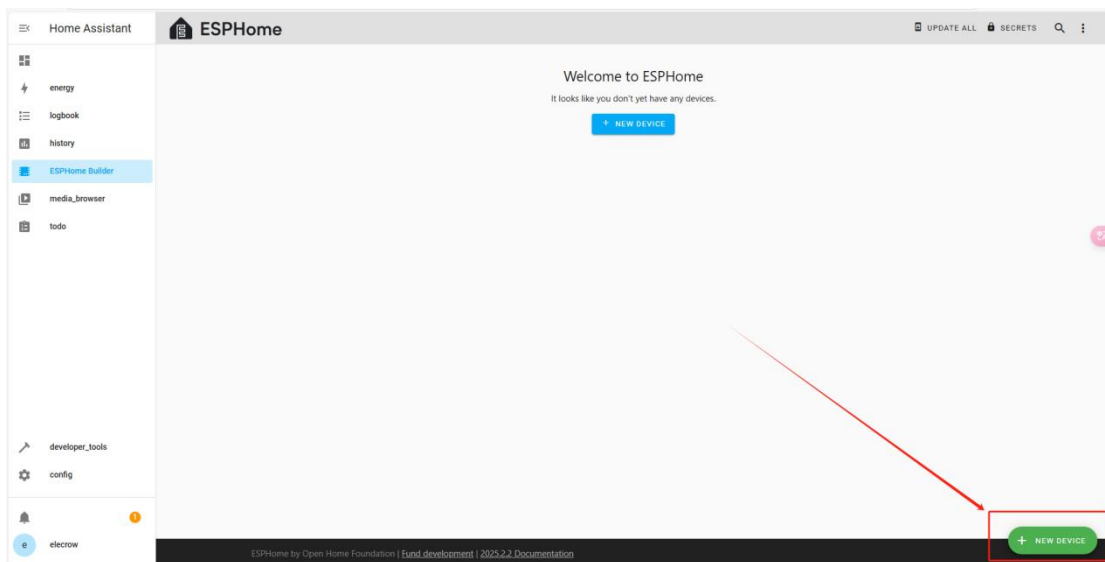 Home Assistant
ESPHome
UPDATE ALL
SECRETS
energy
logbook
history
ESPHome Builder
media_browser
todo
Welcome to ESPHome
It looks like you don't yet have any devices.
+ NEW DEVICE
developer_tools
config
1
e
elecrow
ESPHome by Open Home Foundation | Fund development | 2025.2.2 Documentation
+ NEW DEVICE